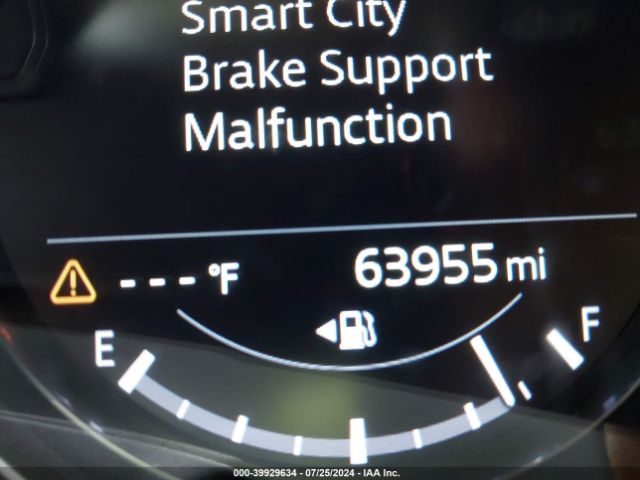 Smart City
Brake Support
Malfunction
- - - °F
63955 mi
E
F
000-39929634 - 07/25/2024 - IAA Inc.